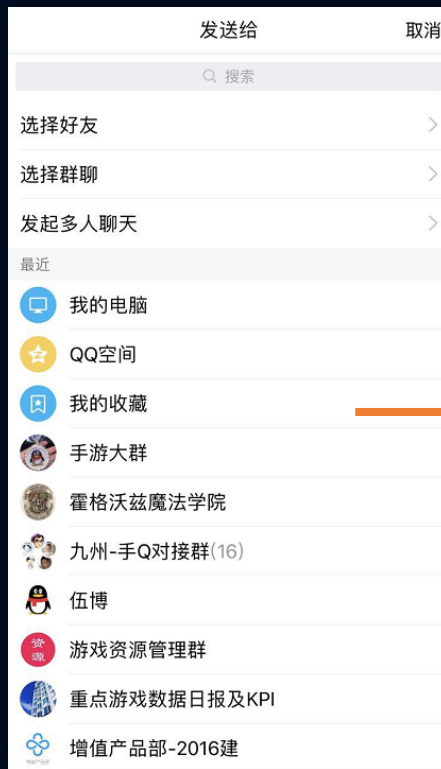 发送给
取消
搜索
选择好友
选择群聊
发起多人聊天
最近
我的电脑
QQ空间
我的收藏
手游大群
霍格沃兹魔法学院
九州-手Q对接群(16)
伍博
资源
游戏资源管理群
重点游戏数据日报及KPI
增值产品部-2016建